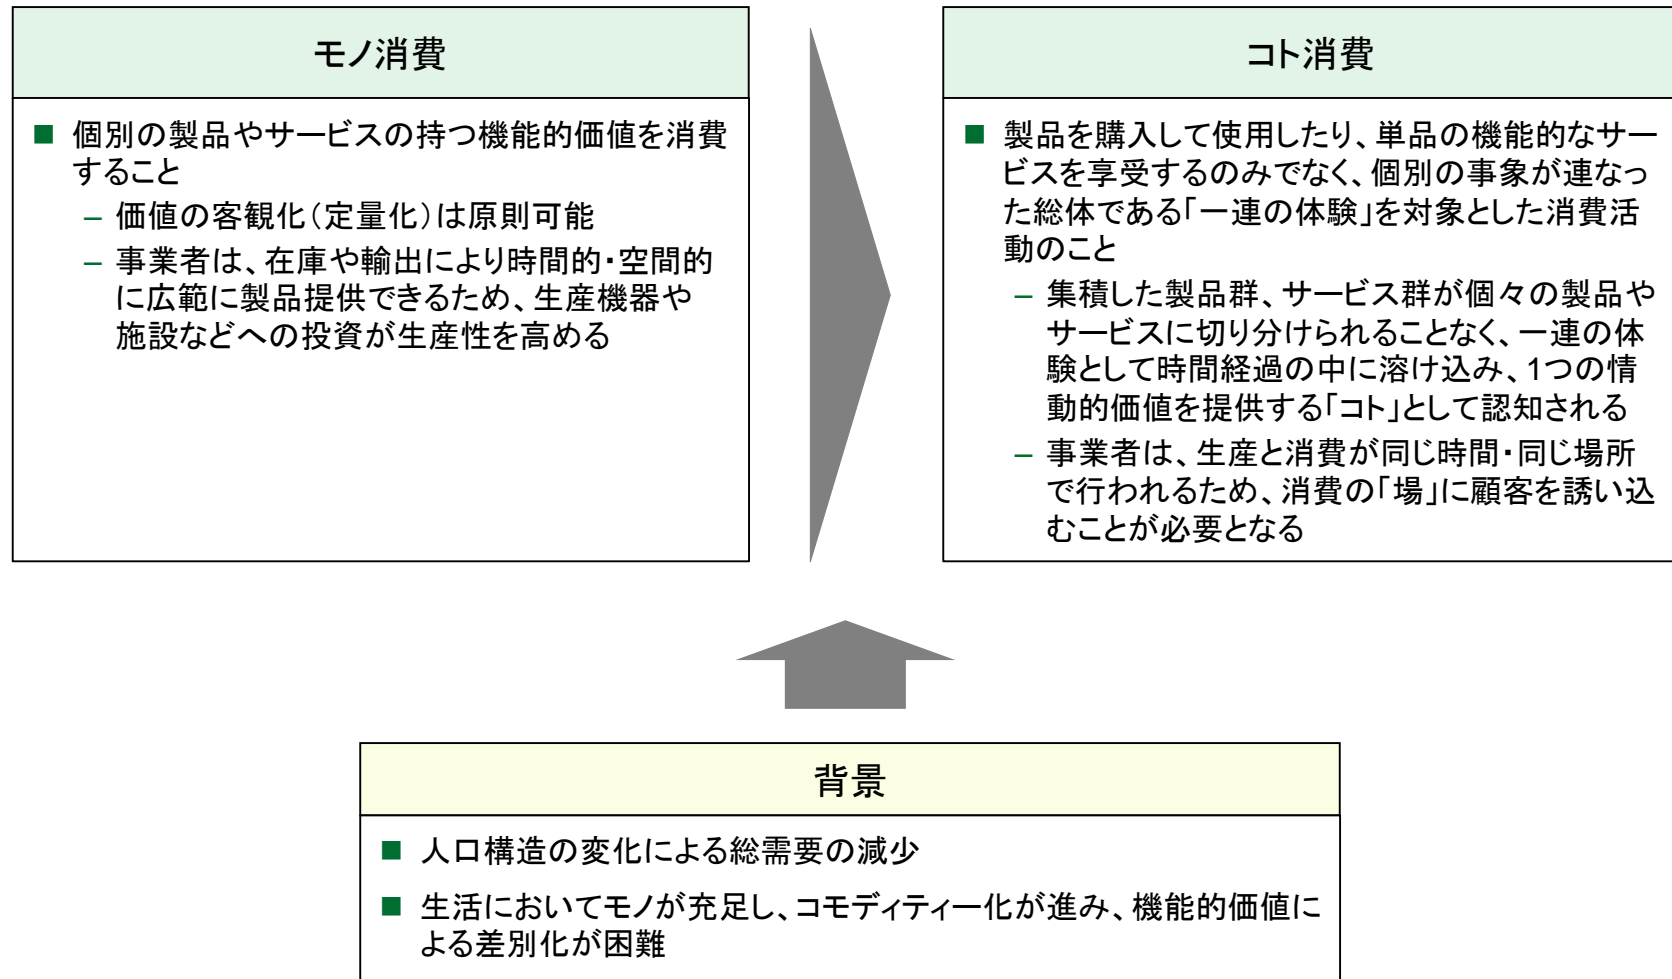 モノ消費
■ 個別の製品やサービスの持つ機能的価値を消費
すること
– 価値の客観化（定量化）は原則可能
– 事業者は、在庫や輸出により時間的・空間的
に広範に製品提供できるため、生産機器や
施設などへの投資が生産性を高める
コト消費
■ 製品を購入して使用したり、単品の機能的なサー
ビスを享受するのみでなく、個別の事象が連なっ
た総体である「一連の体験」を対象とした消費活
動のこと
– 集積した製品群、サービス群が個々の製品や
サービスに切り分けられることなく、一連の体
験として時間経過の中に溶け込み、1つの情
動的価値を提供する「コト」として認知される
– 事業者は、生産と消費が同じ時間・同じ場所
で行われるため、消費の「場」に顧客を誘い込
むことが必要となる
背景
■ 人口構造の変化による総需要の減少
■ 生活においてモノが充足し、コモディティー化が進み、機能的価値に
よる差別化が困難